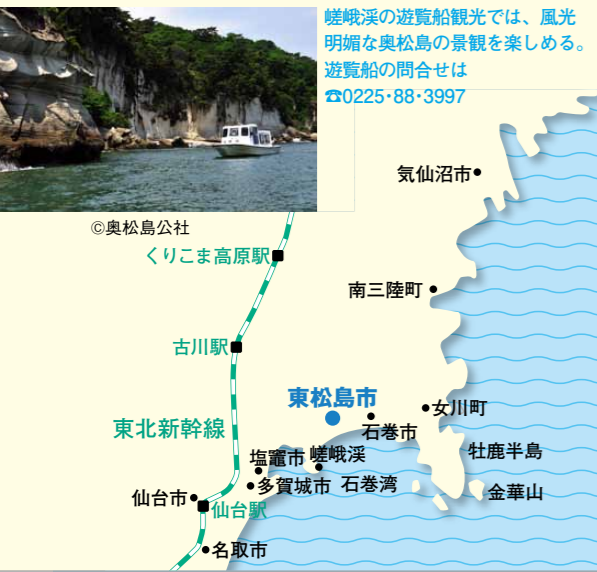 嵯峨渓の遊覧船観光では、風光
明媚な奥松島の景観を楽しめる。
遊覧船の問合せは
☎0225・88・3997
©奥松島公社
気仙沼市
くりこま高原駅
南三陸町
古川駅
東松島市
女川町
石巻市
東北新幹線
塩竈市
嵯峨渓
牡鹿半島
多賀城市
石巻湾
金華山
仙台市
仙台駅
名取市